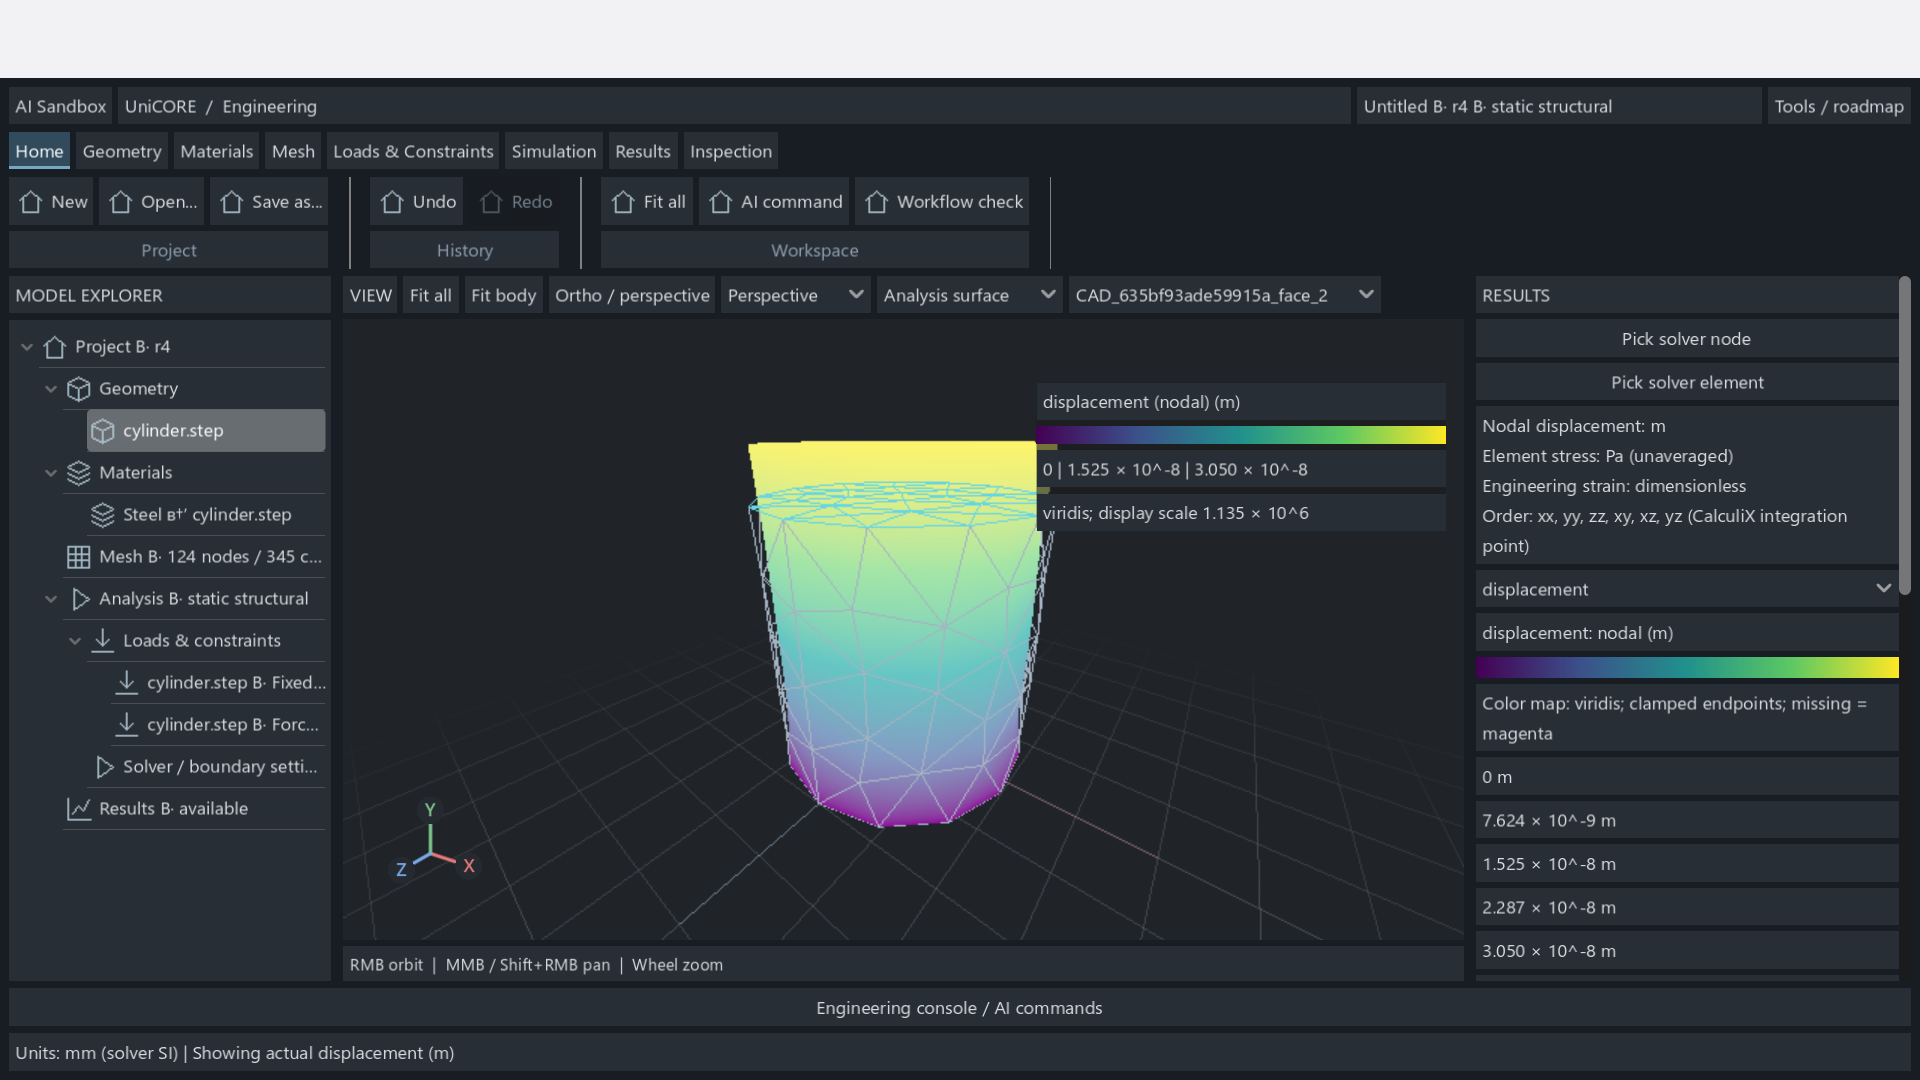 AI Sandbox
UniCORE / Engineering
Untitled В· r4 В· static structural
Tools / roadmap
Home
Geometry
Materials
Mesh
Loads & Constraints
Simulation
Results
Inspection
New
Open...
Save as...
Undo
Redo
Fit all
AI command
Workflow check
Project
History
Workspace
MODEL EXPLORER
Project В· r4
Geometry
cylinder.step
Materials
Steel в†’ cylinder.step
Mesh В· 124 nodes / 345 c...
Analysis В· static structural
Loads & constraints
cylinder.step В· Fixed...
cylinder.step В· Forc...
Solver / boundary setti...
Results В· available
VIEW
Fit all
Fit body
Ortho / perspective
Perspective
Analysis surface
CAD_635bf93ade59915a_face_2
displacement (nodal) (m)
0 | 1.525 × 10^-8 | 3.050 × 10^-8
viridis; display scale 1.135 × 10^6
Y
Z
X
RMB orbit | MMB / Shift+RMB pan | Wheel zoom
RESULTS
Pick solver node
Pick solver element
Nodal displacement: m
Element stress: Pa (unaveraged)
Engineering strain: dimensionless
Order: xx, yy, zz, xy, xz, yz (CalculiX integration
point)
displacement
displacement: nodal (m)
Color map: viridis; clamped endpoints; missing =
magenta
0 m
7.624 × 10^-9 m
1.525 × 10^-8 m
2.287 × 10^-8 m
3.050 × 10^-8 m
Engineering console / AI commands
Units: mm (solver SI) | Showing actual displacement (m)